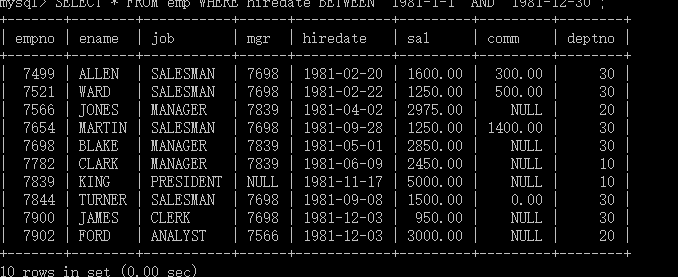 mysql> SELECT * FROM emp WHERE hiredate BETWEEN '1981-1-1' AND '1981-12-30';
+-------+--------+-----------+------+------------+---------+---------+--------+
| empno | ename | job | mgr | hiredate | sal | comm | deptno |
+-------+--------+-----------+------+------------+---------+---------+--------+
| 7499 | ALLEN | SALESMAN | 7698 | 1981-02-20 | 1600.00 | 300.00 | 30 |
| 7521 | WARD | SALESMAN | 7698 | 1981-02-22 | 1250.00 | 500.00 | 30 |
| 7566 | JONES | MANAGER | 7839 | 1981-04-02 | 2975.00 | NULL | 20 |
| 7654 | MARTIN | SALESMAN | 7698 | 1981-09-28 | 1250.00 | 1400.00 | 30 |
| 7698 | BLAKE | MANAGER | 7839 | 1981-05-01 | 2850.00 | NULL | 30 |
| 7782 | CLARK | MANAGER | 7839 | 1981-06-09 | 2450.00 | NULL | 10 |
| 7839 | KING | PRESIDENT | NULL | 1981-11-17 | 5000.00 | NULL | 10 |
| 7844 | TURNER | SALESMAN | 7698 | 1981-09-08 | 1500.00 | 0.00 | 30 |
| 7900 | JAMES | CLERK | 7698 | 1981-12-03 | 950.00 | NULL | 30 |
| 7902 | FORD | ANALYST | 7566 | 1981-12-03 | 3000.00 | NULL | 20 |
+-------+--------+-----------+------+------------+---------+---------+--------+
10 rows in set (0.00 sec)